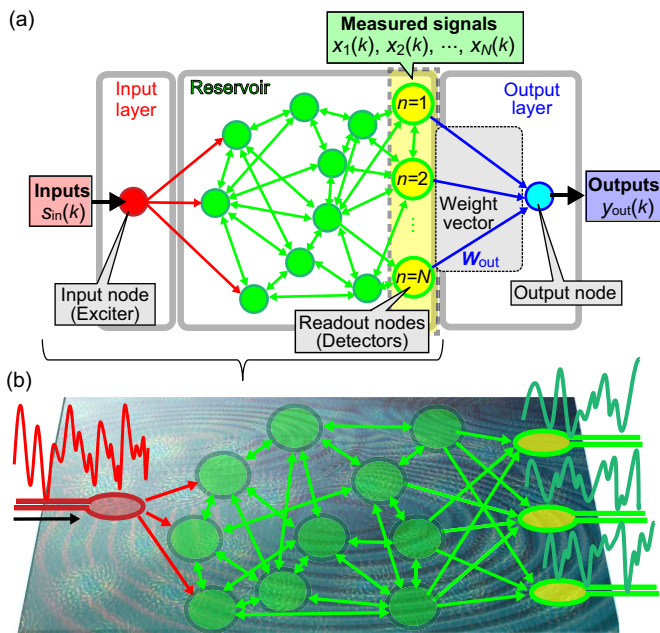 (a)
Measured signals
x1(k), x2(k), ···, xN(k)
Input
layer
Reservoir
Output
layer
n=1
n=2
⋮
n=N
Inputs
sin(k)
Weight
vector
Wout
Outputs
yout(k)
Input node
(Exciter)
Readout nodes
(Detectors)
Output node
(b)